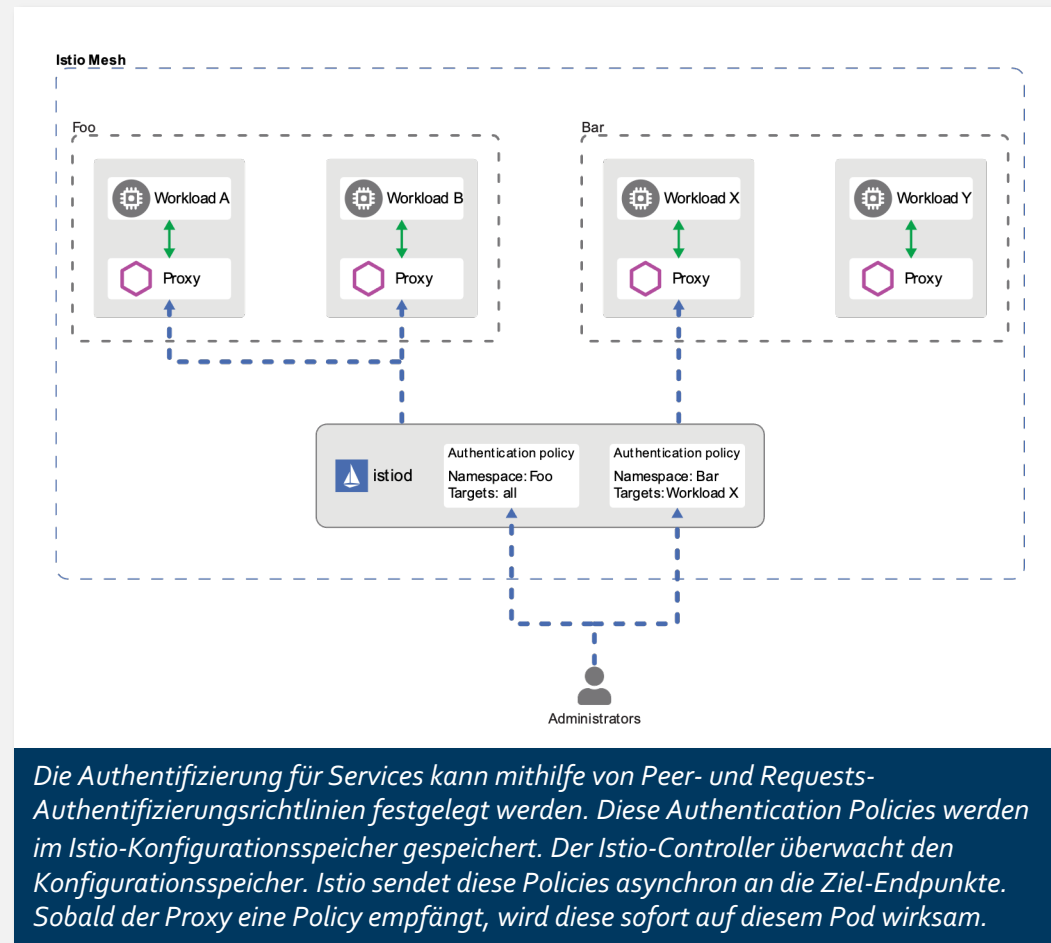 Istio Mesh
Foo
Bar
Workload A
Workload B
Workload X
Workload Y
Proxy
Proxy
Proxy
Proxy
istiod
Authentication policy
Namespace: Foo
Targets: all
Authentication policy
Namespace: Bar
Targets: Workload X
Administrators
Die Authentifizierung für Services kann mithilfe von Peer- und Requests-
Authentifizierungsrichtlinien festgelegt werden. Diese Authentication Policies werden
im Istio-Konfigurationsspeicher gespeichert. Der Istio-Controller überwacht den
Konfigurationsspeicher. Istio sendet diese Policies asynchron an die Ziel-Endpunkte.
Sobald der Proxy eine Policy empfängt, wird diese sofort auf diesem Pod wirksam.